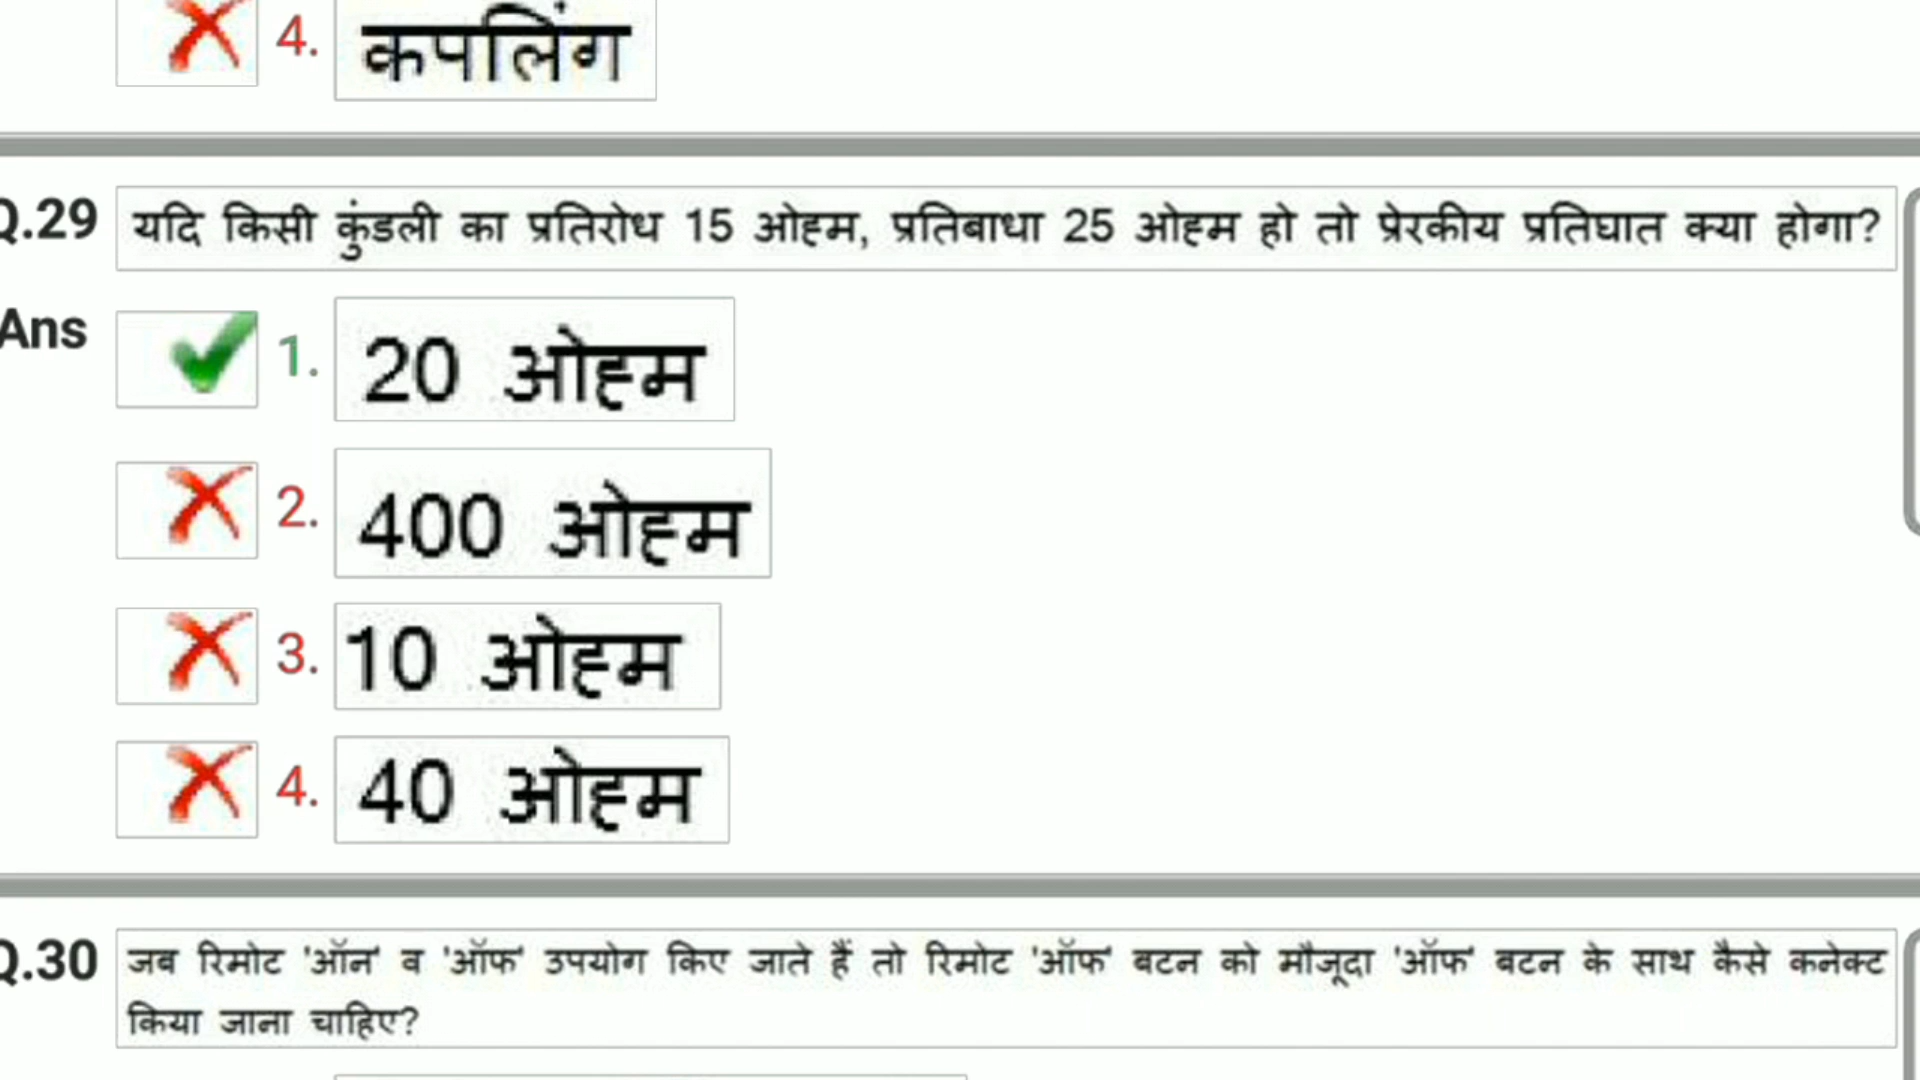 4. कपलिंग
Q.29 यदि किसी कुंडली का प्रतिरोध 15 ओह्म, प्रतिबाधा 25 ओह्म हो तो प्रेरकीय प्रतिघात क्या होगा?
Ans 1. 20 ओह्म
2. 400 ओह्म
3. 10 ओह्म
4. 40 ओह्म
Q.30 जब रिमोट 'ऑन' व 'ऑफ' उपयोग किए जाते हैं तो रिमोट 'ऑफ' बटन को मौजूदा 'ऑफ' बटन के साथ कैसे कनेक्ट
किया जाना चाहिए?